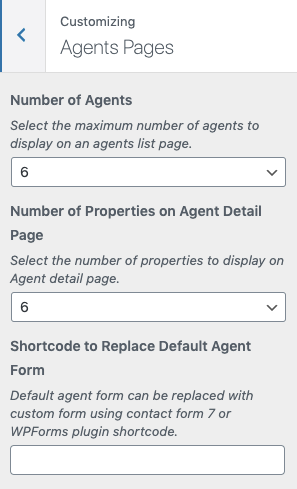 Customizing
Agents Pages
Number of Agents
Select the maximum number of agents to
display on an agents list page.
6
Number of Properties on Agent Detail
Page
Select the number of properties to display on
Agent detail page.
6
Shortcode to Replace Default Agent
Form
Default agent form can be replaced with
custom form using contact form 7 or
WPForms plugin shortcode.